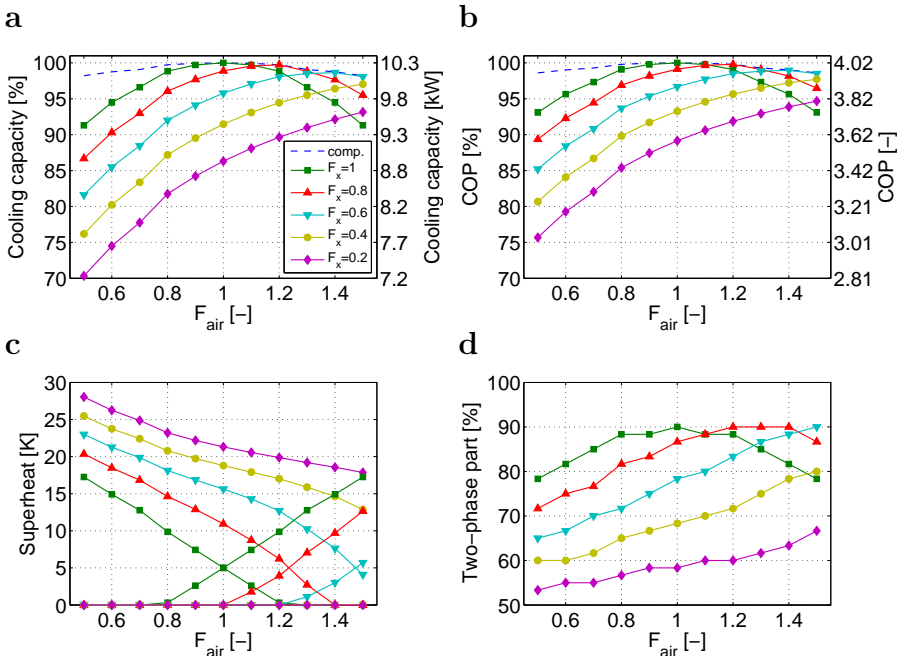 a
b
100
95
90
85
80
75
70
Cooling capacity [%]
10.3
9.8
9.3
8.8
8.2
7.7
7.2
Cooling capacity [kW]
comp.
F_x=1
F_x=0.8
F_x=0.6
F_x=0.4
F_x=0.2
0.6 0.8 1 1.2 1.4
F_air [–]
100
95
90
85
80
75
70
COP [%]
4.02
3.82
3.62
3.42
3.21
3.01
2.81
COP [–]
0.6 0.8 1 1.2 1.4
F_air [–]
c
d
30
25
20
15
10
5
0
Superheat [K]
0.6 0.8 1 1.2 1.4
F_air [–]
100
90
80
70
60
50
Two−phase part [%]
0.6 0.8 1 1.2 1.4
F_air [–]